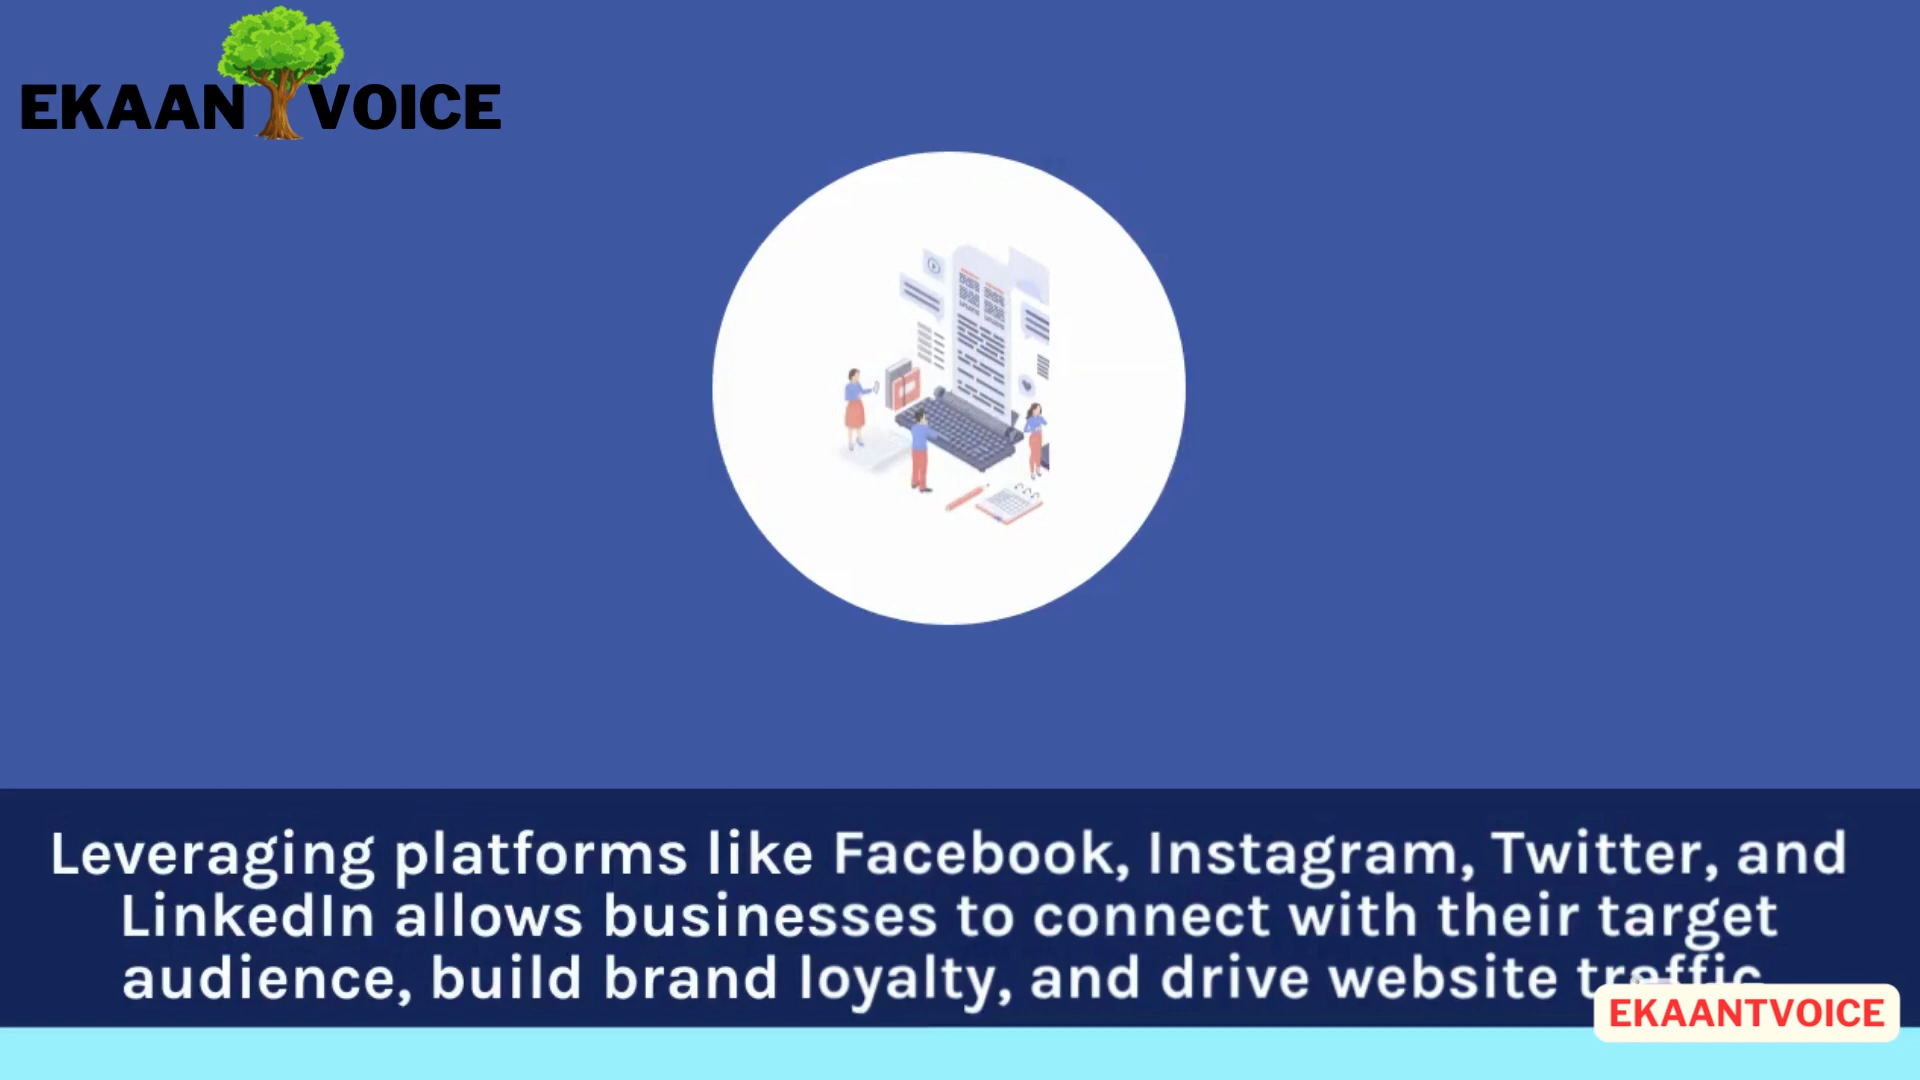 EKAAN VOICE
Leveraging platforms like Facebook, Instagram, Twitter, and
LinkedIn allows businesses to connect with their target
audience, build brand loyalty, and drive website traffic
EKAANTVOICE